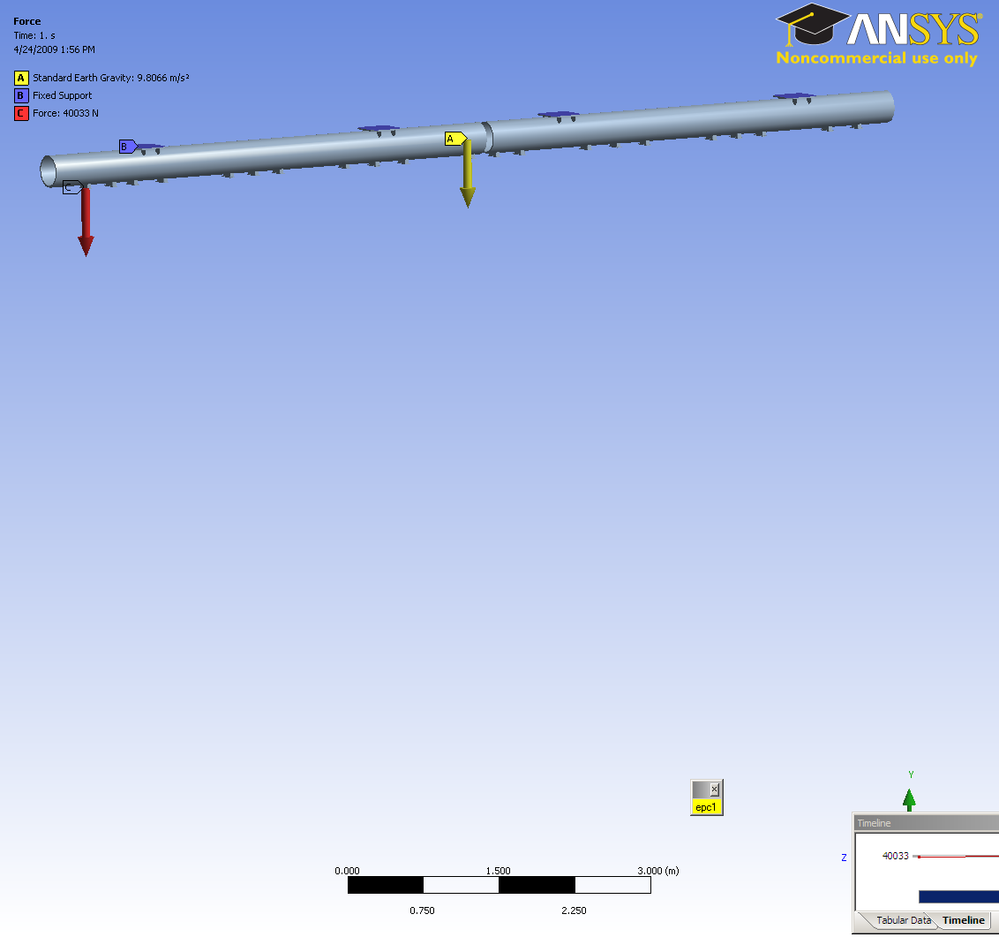 Force
Time: 1. s
4/24/2009 1:56 PM
A Standard Earth Gravity: 9.8066 m/s²
B Fixed Support
C Force: 40033 N
ANSYS®
Noncommercial use only
B
A
C
epc1
Y
Timeline
Z
40033
0.000 1.500 3.000 (m)
0.750 2.250
Tabular Data Timeline